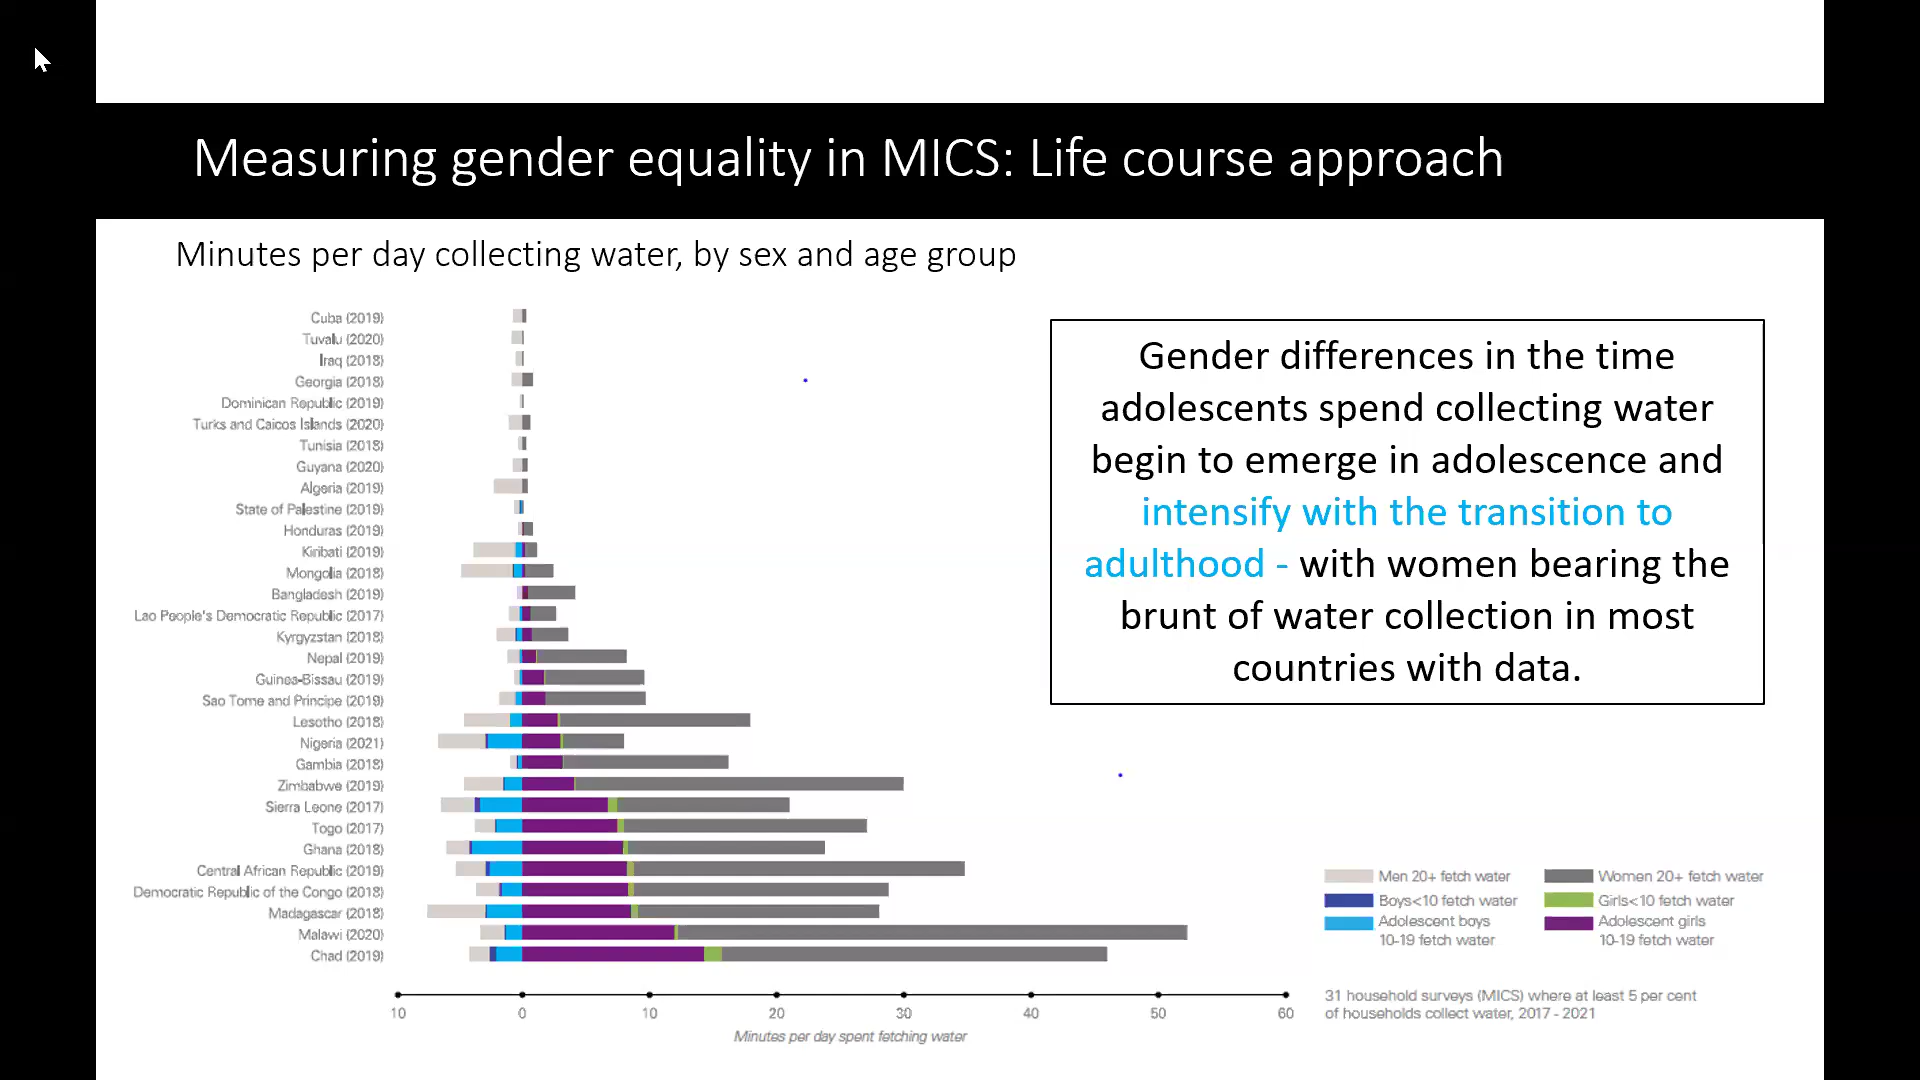 Measuring gender equality in MICS: Life course approach
Minutes per day collecting water, by sex and age group
Cuba (2019)
Tuvalu (2020)
Iraq (2018)
Georgia (2018)
Dominican Republic (2019)
Turks and Caicos Islands (2020)
Tunisia (2018)
Guyana (2020)
Algeria (2019)
State of Palestine (2019)
Honduras (2019)
Kiribati (2019)
Mongolia (2018)
Bangladesh (2019)
Lao People's Democratic Republic (2017)
Kyrgyzstan (2018)
Nepal (2019)
Guinea-Bissau (2019)
Sao Tome and Principe (2019)
Lesotho (2018)
Nigeria (2021)
Gambia (2018)
Zimbabwe (2019)
Sierra Leone (2017)
Togo (2017)
Ghana (2018)
Central African Republic (2019)
Democratic Republic of the Congo (2018)
Madagascar (2018)
Malawi (2020)
Chad (2019)
10 0 10 20 30 40 50 60
Minutes per day spent fetching water
Gender differences in the time
adolescents spend collecting water
begin to emerge in adolescence and
intensify with the transition to
adulthood - with women bearing the
brunt of water collection in most
countries with data.
Men 20+ fetch water
Boys<10 fetch water
Adolescent boys
10-19 fetch water
Women 20+ fetch water
Girls<10 fetch water
Adolescent girls
10-19 fetch water
31 household surveys (MICS) where at least 5 per cent
of households collect water, 2017 - 2021